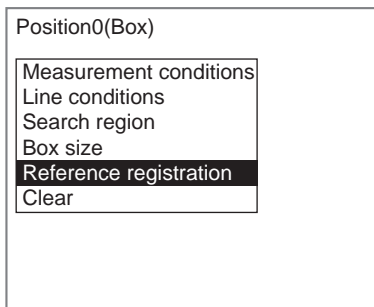 Position0(Box)
Measurement conditions
Line conditions
Search region
Box size
Reference registration
Clear